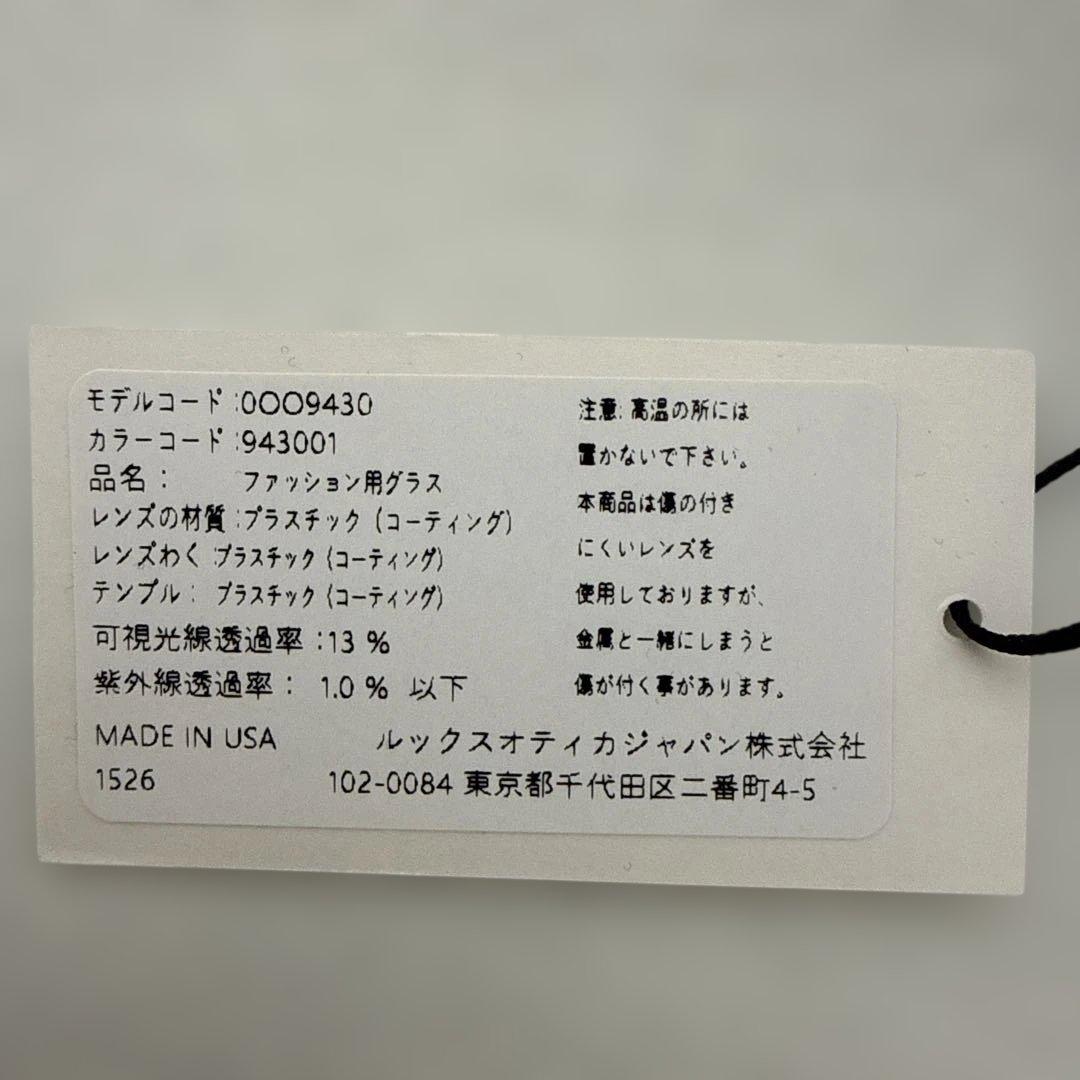 モデルコード :0OO9430
カラーコード :943001
品名 : ファッション用グラス
レンズの材質 :プラスチック (コーティング)
レンズわく :プラスチック (コーティング)
テンプル : プラスチック (コーティング)
可視光線透過率 :13 %
紫外線透過率 : 1.0 % 以下
MADE IN USA
1526
注意: 高温の所には
置かないで下さい。
本商品は傷の付き
にくいレンズを
使用しておりますが、
金属と一緒にしまうと
傷が付く事があります。
ルックスオティカジャパン株式会社
102-0084 東京都千代田区二番町4-5